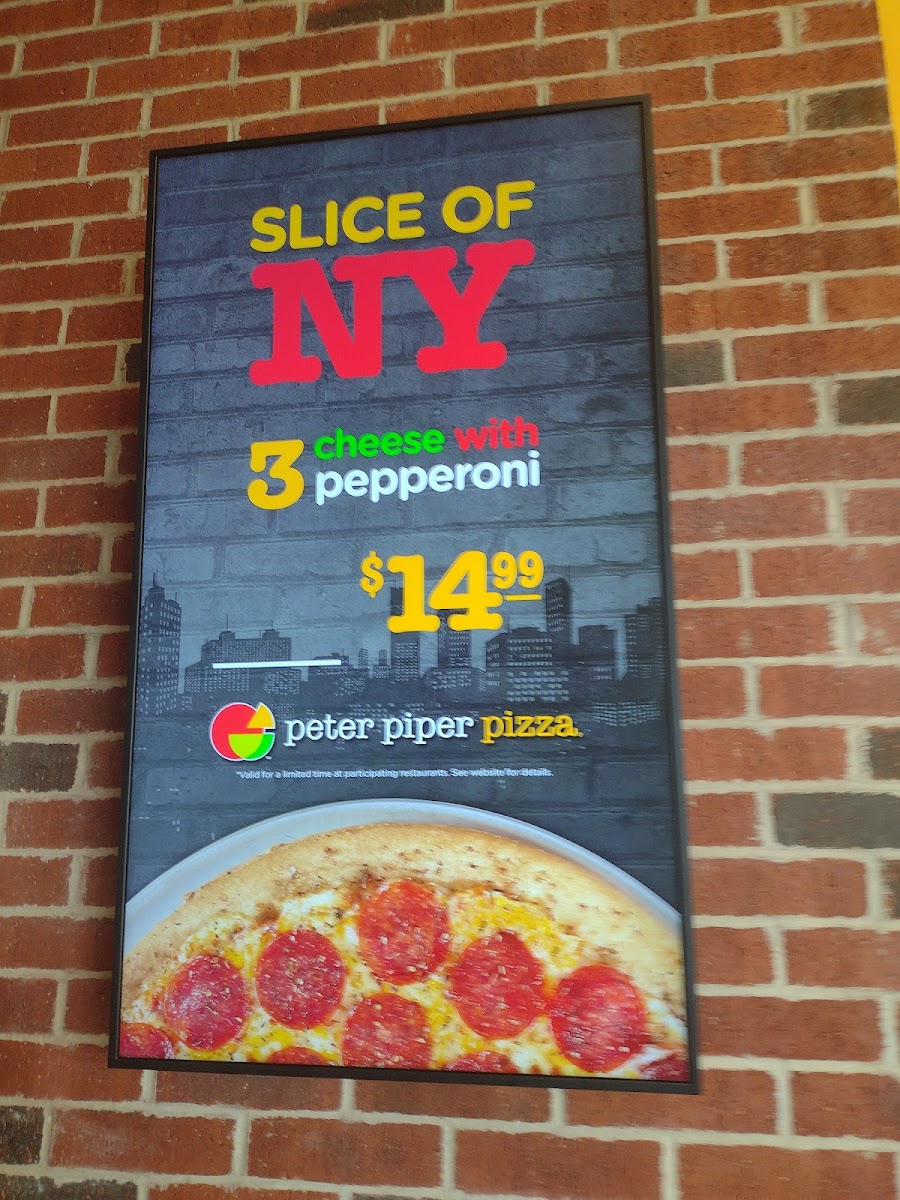 SLICE OF
NY
3 cheese with
pepperoni
$14.99
peter piper pizza.
*Valid for a limited time at participating restaurants. See website for details.